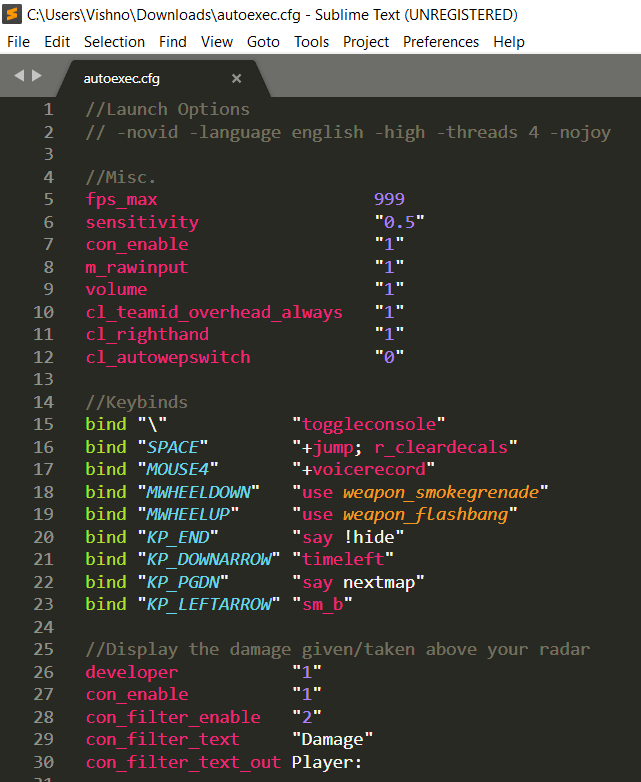 C:\Users\Vishno\Downloads\autoexec.cfg - Sublime Text (UNREGISTERED)
File Edit Selection Find View Goto Tools Project Preferences Help
autoexec.cfg ×
1 //Launch Options
2 // -novid -language english -high -threads 4 -nojoy
3
4 //Misc.
5 fps_max 999
6 sensitivity "0.5"
7 con_enable "1"
8 m_rawinput "1"
9 volume "1"
10 cl_teamid_overhead_always "1"
11 cl_righthand "1"
12 cl_autowepswitch "0"
13
14 //Keybinds
15 bind "\" "toggleconsole"
16 bind "SPACE" "+jump; r_cleardecals"
17 bind "MOUSE4" "+voicerecord"
18 bind "MWHEELDOWN" "use weapon_smokegrenade"
19 bind "MWHEELUP" "use weapon_flashbang"
20 bind "KP_END" "say !hide"
21 bind "KP_DOWNARROW" "timeleft"
22 bind "KP_PGDN" "say nextmap"
23 bind "KP_LEFTARROW" "sm_b"
24
25 //Display the damage given/taken above your radar
26 developer "1"
27 con_enable "1"
28 con_filter_enable "2"
29 con_filter_text "Damage"
30 con_filter_text_out Player: